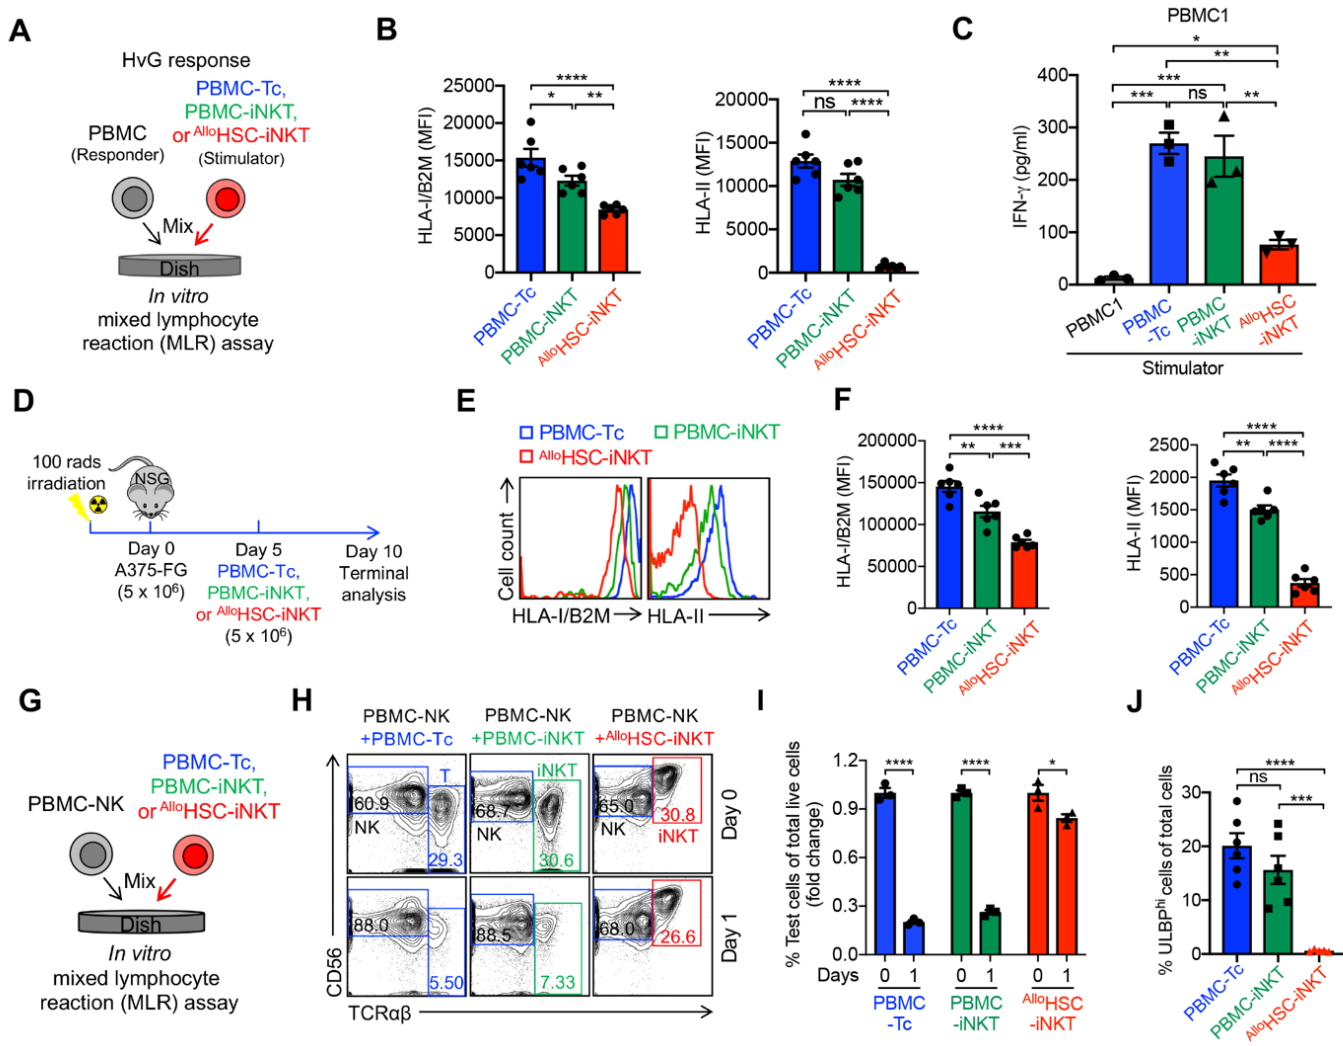 A
HvG response
PBMC-Tc,
PBMC-iNKT,
or AlloHSC-iNKT
(Stimulator)
PBMC
(Responder)
Mix
Dish
In vitro
mixed lymphocyte
reaction (MLR) assay
B
HLA-I/B2M (MFI)
25000
20000
15000
10000
5000
0
****
*
**
PBMC-Tc
PBMC-iNKT
AlloHSC-iNKT
HLA-II (MFI)
20000
15000
10000
5000
0
****
ns
****
PBMC-Tc
PBMC-iNKT
AlloHSC-iNKT
C
PBMC1
IFN-γ (pg/ml)
400
300
200
100
0
*
**
***
***
ns
**
PBMC1
PBMC
-Tc
PBMC
-iNKT
AlloHSC
-iNKT
Stimulator
D
100 rads
irradiation
NSG
Day 0
A375-FG
(5 x 10⁶)
Day 5
PBMC-Tc,
PBMC-iNKT,
or AlloHSC-iNKT
(5 x 10⁶)
Day 10
Terminal
analysis
E
PBMC-Tc
PBMC-iNKT
AlloHSC-iNKT
Cell count
HLA-I/B2M
HLA-II
F
HLA-I/B2M (MFI)
200000
150000
100000
50000
0
****
**
***
PBMC-Tc
PBMC-iNKT
AlloHSC-iNKT
HLA-II (MFI)
2500
2000
1500
1000
500
0
****
**
****
PBMC-Tc
PBMC-iNKT
AlloHSC-iNKT
G
PBMC-Tc,
PBMC-iNKT,
or AlloHSC-iNKT
PBMC-NK
Mix
Dish
In vitro
mixed lymphocyte
reaction (MLR) assay
H
PBMC-NK
+PBMC-Tc
PBMC-NK
+PBMC-iNKT
PBMC-NK
+AlloHSC-iNKT
T
60.9
NK
29.3
iNKT
68.7
NK
30.6
65.0
NK
30.8
iNKT
Day 0
88.0
5.50
88.5
7.33
68.0
26.6
Day 1
CD56
TCRαβ
I
% Test cells of total live cells
(fold change)
1.2
0.9
0.6
0.3
0.0
****
****
*
Days
0
1
0
1
0
1
PBMC
-Tc
PBMC
-iNKT
AlloHSC
-iNKT
J
% ULBPhi cells of total cells
30
20
10
0
****
ns
***
PBMC-Tc
PBMC-iNKT
AlloHSC-iNKT